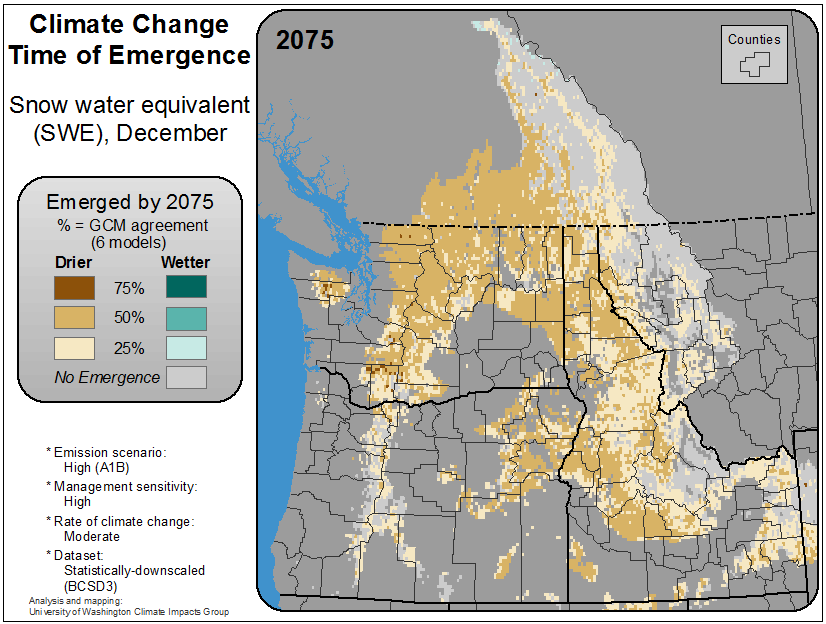 Climate Change
Time of Emergence
Snow water equivalent
(SWE), December
Emerged by 2075
% = GCM agreement
(6 models)
Drier Wetter
75%
50%
25%
No Emergence
* Emission scenario:
High (A1B)
* Management sensitivity:
High
* Rate of climate change:
Moderate
* Dataset:
Statistically-downscaled
(BCSD3)
Analysis and mapping:
University of Washington Climate Impacts Group
2075
Counties